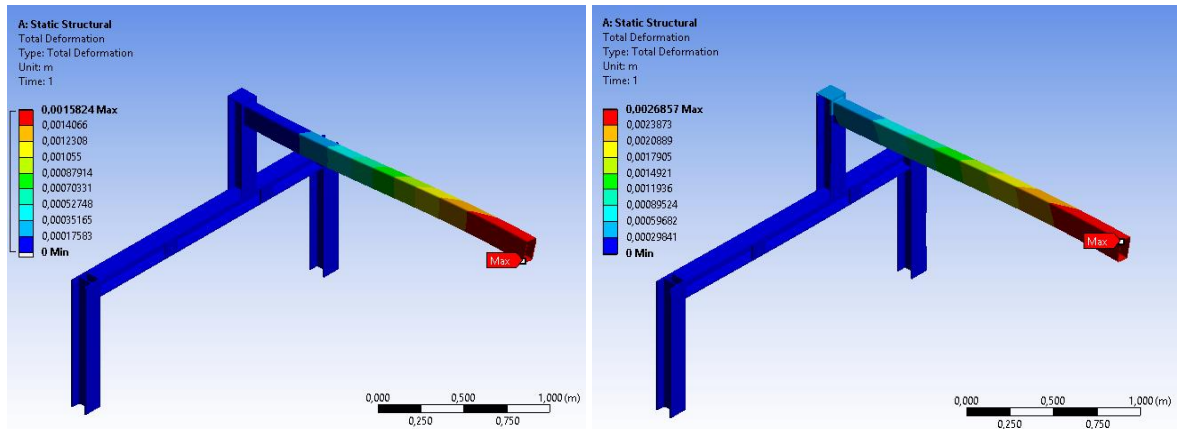 A: Static Structural
Total Deformation
Type: Total Deformation
Unit: m
Time: 1
0,0015824 Max
0,0014066
0,0012308
0,001055
0,00087914
0,00070331
0,00052748
0,00035165
0,00017583
0 Min
Max
0,000 0,500 1,000 (m)
0,250 0,750
A: Static Structural
Total Deformation
Type: Total Deformation
Unit: m
Time: 1
0,0026857 Max
0,0023873
0,0020889
0,0017905
0,0014921
0,0011936
0,00089524
0,00059682
0,00029841
0 Min
Max
0,000 0,500 1,000 (m)
0,250 0,750